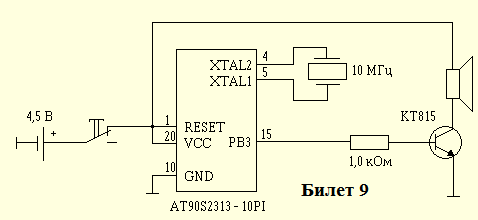 XTAL2 4
XTAL1 5
10 МГц
4,5 В
+
1 RESET
20 VCC
PB3 15
КТ815
10 GND
1,0 кОм
Билет 9
AT90S2313 - 10PI